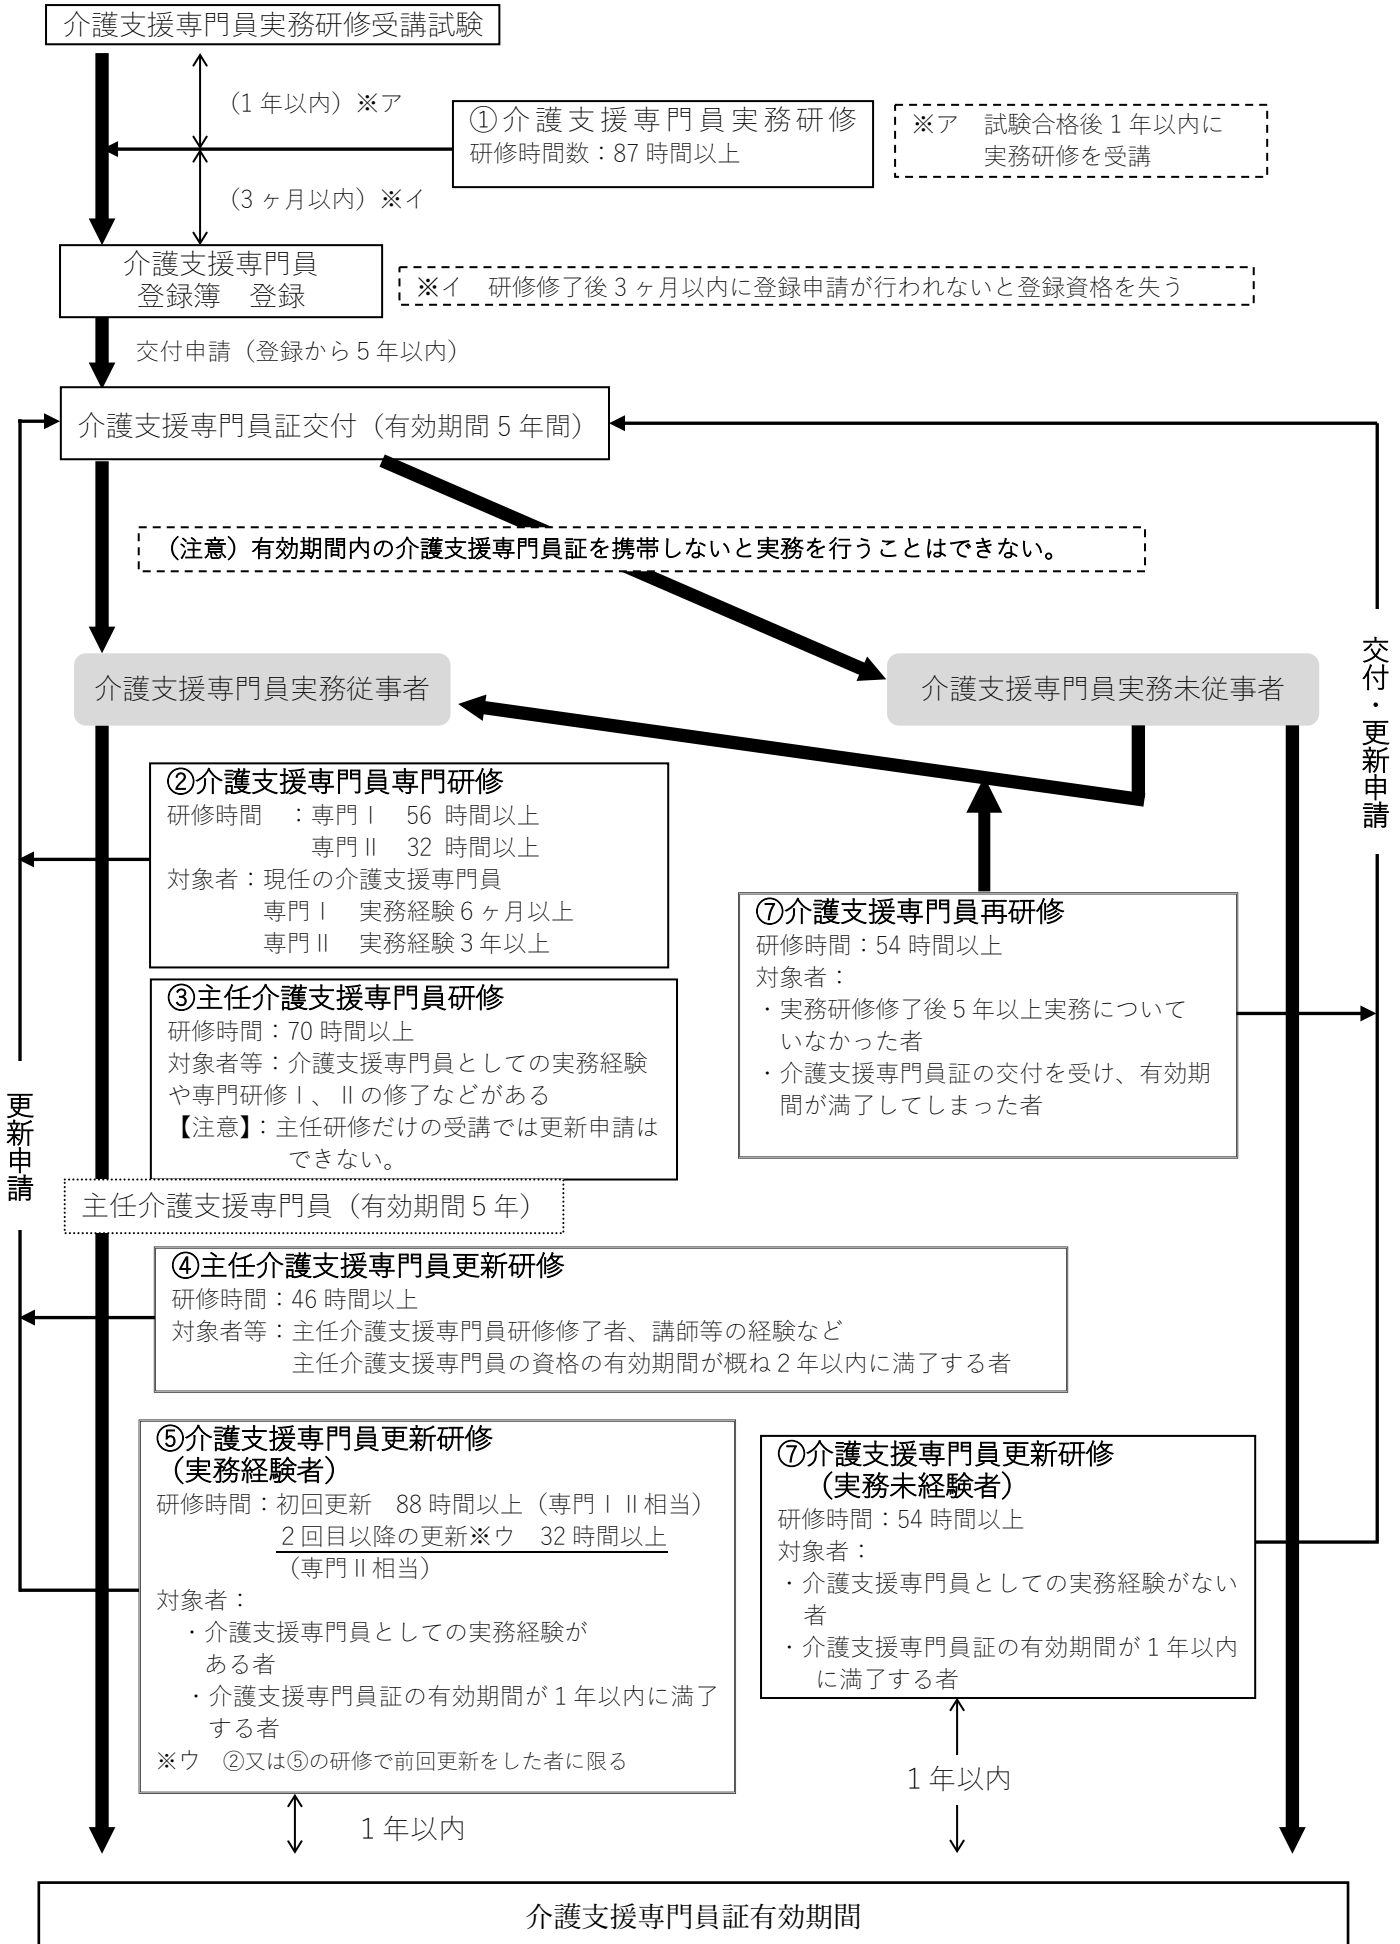 介護支援専門員実務研修受講試験
(1 年以内) ※ア
①介護支援専門員実務研修
研修時間数：87 時間以上
※ア　試験合格後１年以内に
実務研修を受講
(3 ヶ月以内) ※イ
介護支援専門員
登録簿　登録
※イ　研修修了後３ヶ月以内に登録申請が行われないと登録資格を失う
交付申請（登録から５年以内）
介護支援専門員証交付（有効期間５年間）
（注意）有効期間内の介護支援専門員証を携帯しないと実務を行うことはできない。
介護支援専門員実務従事者
介護支援専門員実務未従事者
交付・更新申請
②介護支援専門員専門研修
研修時間　：専門Ⅰ　56 時間以上
専門Ⅱ　32 時間以上
対象者：現任の介護支援専門員
専門Ⅰ　実務経験６ヶ月以上
専門Ⅱ　実務経験３年以上
⑦介護支援専門員再研修
研修時間：54 時間以上
対象者：
・実務研修修了後５年以上実務について
いなかった者
・介護支援専門員証の交付を受け、有効期
間が満了してしまった者
③主任介護支援専門員研修
研修時間：70 時間以上
対象者等：介護支援専門員としての実務経験
や専門研修Ⅰ、Ⅱの修了などがある
【注意】：主任研修だけの受講では更新申請は
できない。
更新申請
主任介護支援専門員（有効期間５年）
④主任介護支援専門員更新研修
研修時間：46 時間以上
対象者等：主任介護支援専門員研修修了者、講師等の経験など
主任介護支援専門員の資格の有効期間が概ね２年以内に満了する者
⑤介護支援専門員更新研修
（実務経験者）
研修時間：初回更新　88 時間以上（専門ⅠⅡ相当）
２回目以降の更新※ウ　32 時間以上
（専門Ⅱ相当）
対象者：
・介護支援専門員としての実務経験が
ある者
・介護支援専門員証の有効期間が１年以内に満了
する者
※ウ　②又は⑤の研修で前回更新をした者に限る
⑦介護支援専門員更新研修
（実務未経験者）
研修時間：54 時間以上
対象者：
・介護支援専門員としての実務経験がない
者
・介護支援専門員証の有効期間が１年以内
に満了する者
１年以内
１年以内
介護支援専門員証有効期間